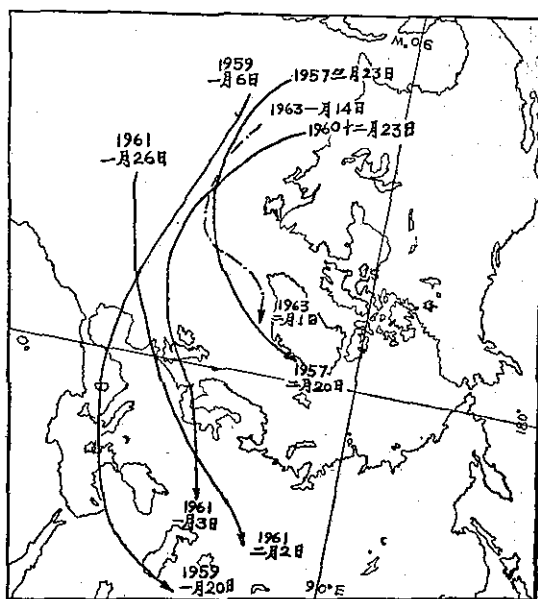 90°W
1959
一月6日
1957二月23日
1963一月14日
1960十二月23日
1961
一月26日
0°
1963
二月1日
1957
二月20日
180°
1961
一月3日
1961
二月2日
1959
一月20日
90°E